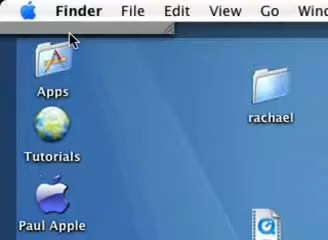 Finder File Edit View Go Wind
Apps
rachael
Tutorials
Paul Apple